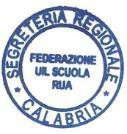 SEGRETERIA REGIONALE
FEDERAZIONE
UIL SCUOLA
RUA
CALABRIA